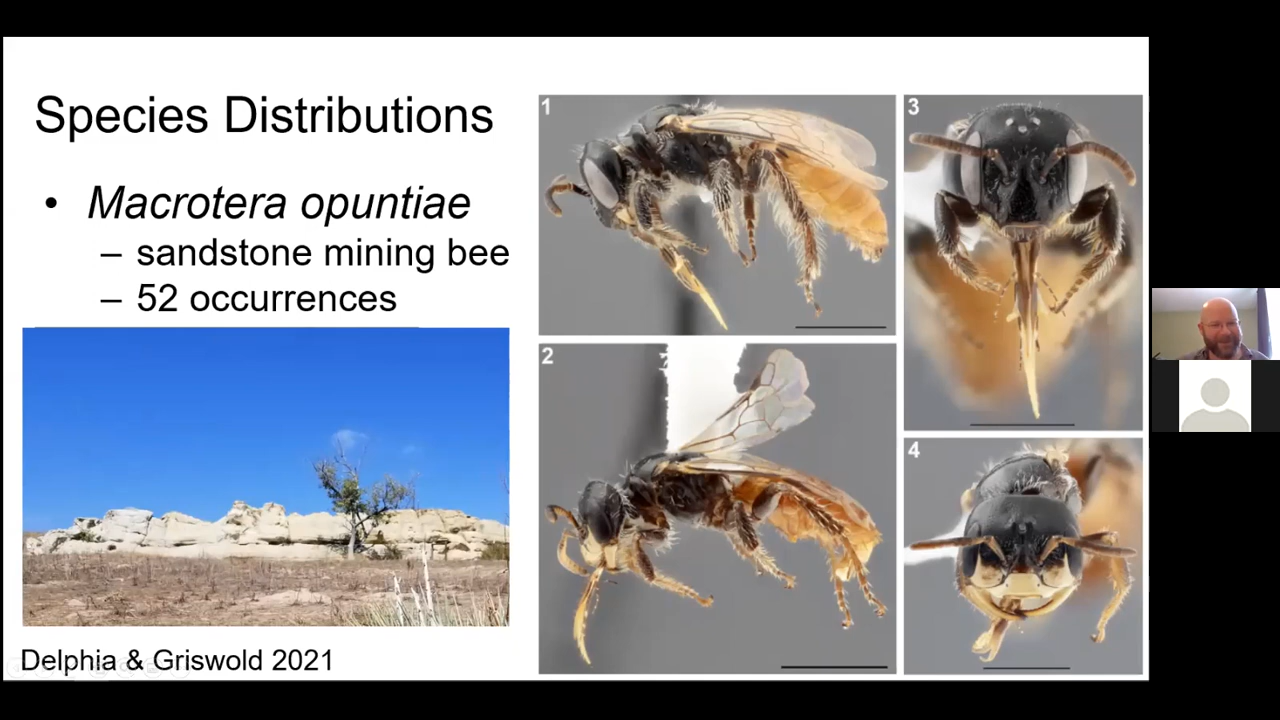 Species Distributions
• Macrotera opuntiae
– sandstone mining bee
– 52 occurrences
Delphia & Griswold 2021
1
2
3
4